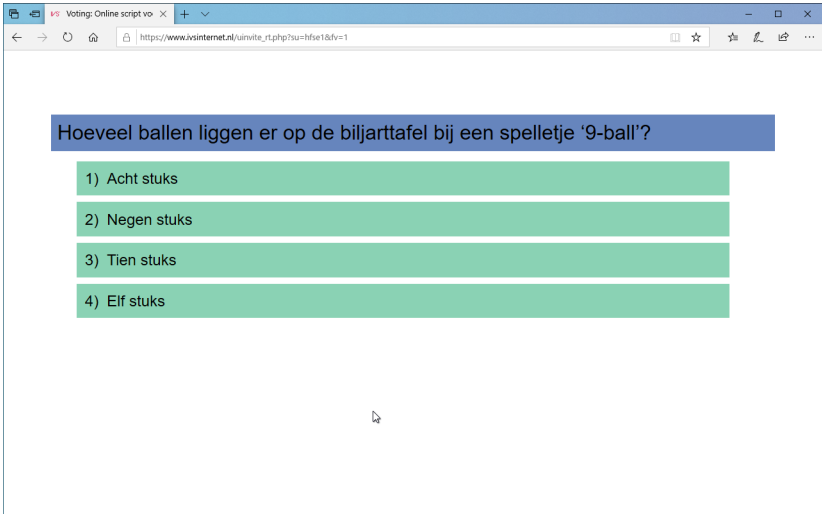 Voting: Online script vo
https://www.ivsinternet.nl/uinvite_rt.php?su=hfse1&fv=1
Hoeveel ballen liggen er op de biljarttafel bij een spelletje ‘9-ball’?
1) Acht stuks
2) Negen stuks
3) Tien stuks
4) Elf stuks